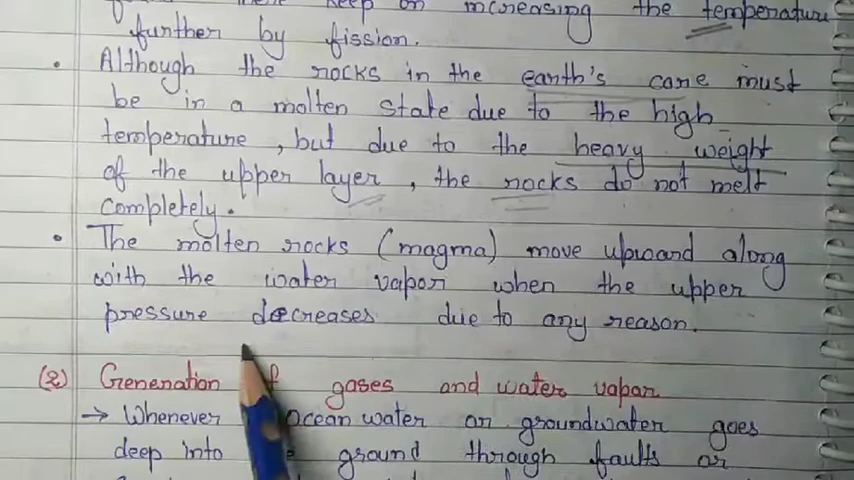 keep on increasing the temperature
further by fission.
• Although the rocks in the earth's core must
be in a molten state due to the high
temperature, but due to the heavy weight
of the upper layer, the rocks do not melt
completely.
• The molten rocks (magma) move upward along
with the water vapor when the upper
pressure decreases due to any reason.
(2) Generation of gases and water vapor
→ Whenever ocean water or groundwater goes
deep into ground through faults or